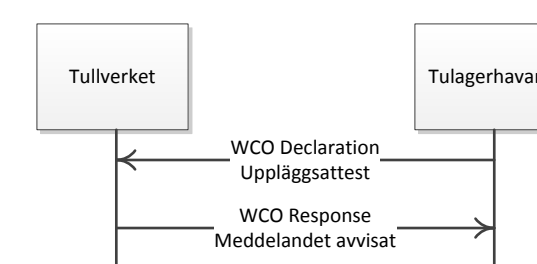 Tullverket
Tulagerhavar
WCO Declaration
Uppläggsattest
WCO Response
Meddelandet avvisat